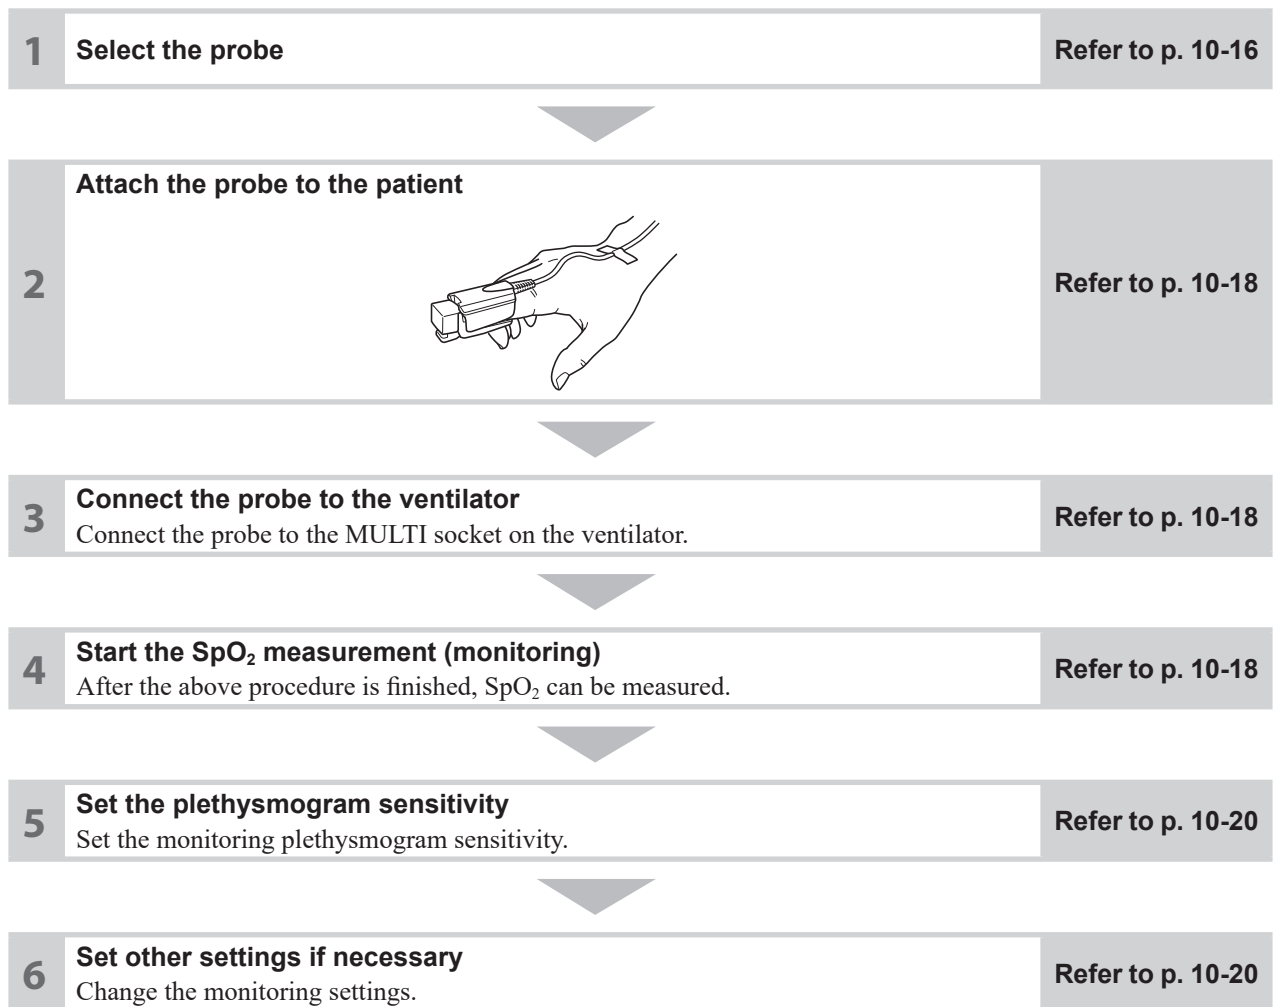 1 Select the probe Refer to p. 10-16
2 Attach the probe to the patient Refer to p. 10-18
3 Connect the probe to the ventilator Refer to p. 10-18
Connect the probe to the MULTI socket on the ventilator.
4 Start the SpO₂ measurement (monitoring) Refer to p. 10-18
After the above procedure is finished, SpO₂ can be measured.
5 Set the plethysmogram sensitivity Refer to p. 10-20
Set the monitoring plethysmogram sensitivity.
6 Set other settings if necessary Refer to p. 10-20
Change the monitoring settings.